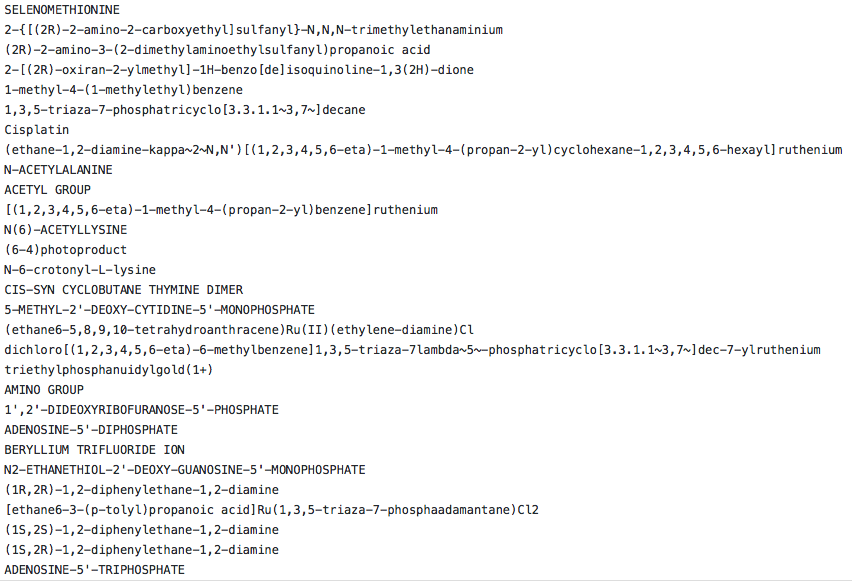 SELENOMETHIONINE
2-{[(2R)-2-amino-2-carboxyethyl]sulfanyl}-N,N,N-trimethylethanaminium
(2R)-2-amino-3-(2-dimethylaminoethylsulfanyl)propanoic acid
2-[(2R)-oxiran-2-ylmethyl]-1H-benzo[de]isoquinoline-1,3(2H)-dione
1-methyl-4-(1-methylethyl)benzene
1,3,5-triaza-7-phosphatricyclo[3.3.1.1~3,7~]decane
Cisplatin
(ethane-1,2-diamine-kappa~2~N,N')[(1,2,3,4,5,6-eta)-1-methyl-4-(propan-2-yl)cyclohexane-1,2,3,4,5,6-hexayl]ruthenium
N-ACETYLALANINE
ACETYL GROUP
[(1,2,3,4,5,6-eta)-1-methyl-4-(propan-2-yl)benzene]ruthenium
N(6)-ACETYLLYSINE
(6-4)photoproduct
N-6-crotonyl-L-lysine
CIS-SYN CYCLOBUTANE THYMINE DIMER
5-METHYL-2'-DEOXY-CYTIDINE-5'-MONOPHOSPHATE
(ethane6-5,8,9,10-tetrahydroanthracene)Ru(II)(ethylene-diamine)Cl
dichloro[(1,2,3,4,5,6-eta)-6-methylbenzene]1,3,5-triaza-7lambda~5~-phosphatricyclo[3.3.1.1~3,7~]dec-7-ylruthenium
triethylphosphanuidylgold(1+)
AMINO GROUP
1',2'-DIDEOXYRIBOFURANOSE-5'-PHOSPHATE
ADENOSINE-5'-DIPHOSPHATE
BERYLLIUM TRIFLUORIDE ION
N2-ETHANETHIOL-2'-DEOXY-GUANOSINE-5'-MONOPHOSPHATE
(1R,2R)-1,2-diphenylethane-1,2-diamine
[ethane6-3-(p-tolyl)propanoic acid]Ru(1,3,5-triaza-7-phosphaadamantane)Cl2
(1S,2S)-1,2-diphenylethane-1,2-diamine
(1S,2R)-1,2-diphenylethane-1,2-diamine
ADENOSINE-5'-TRIPHOSPHATE